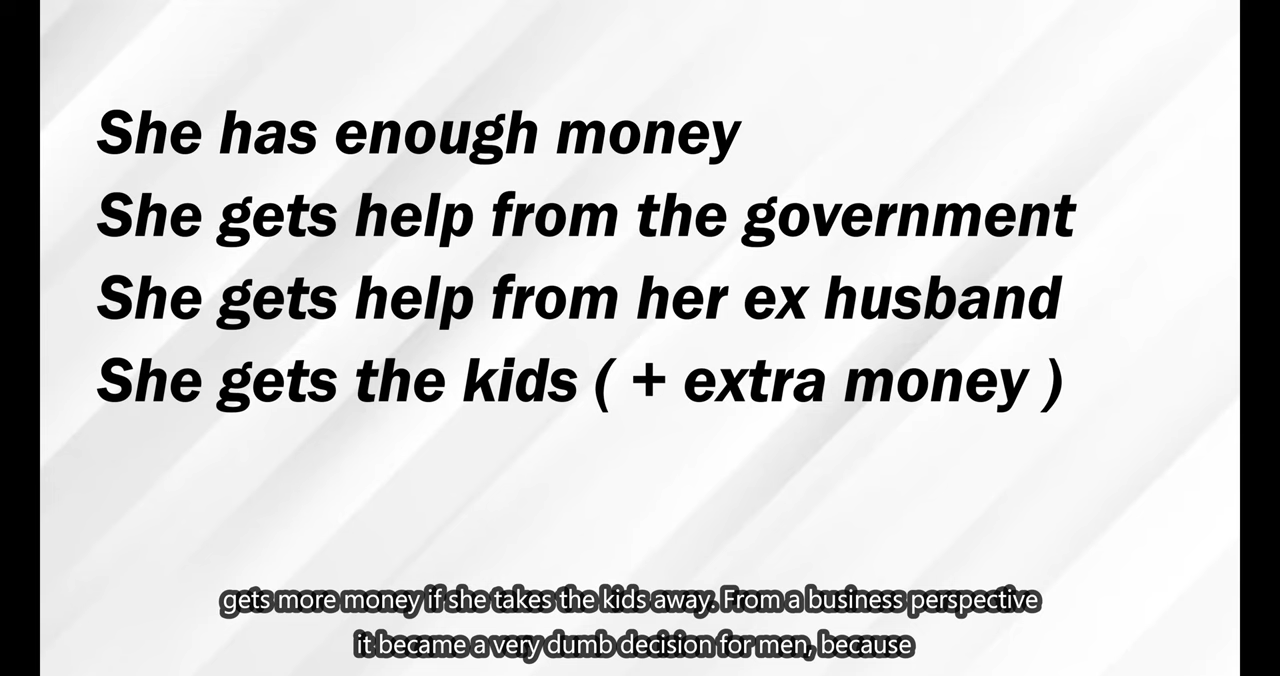 She has enough money
She gets help from the government
She gets help from her ex husband
She gets the kids ( + extra money )
gets more money if she takes the kids away. From a business perspective
it became a very dumb decision for men, because